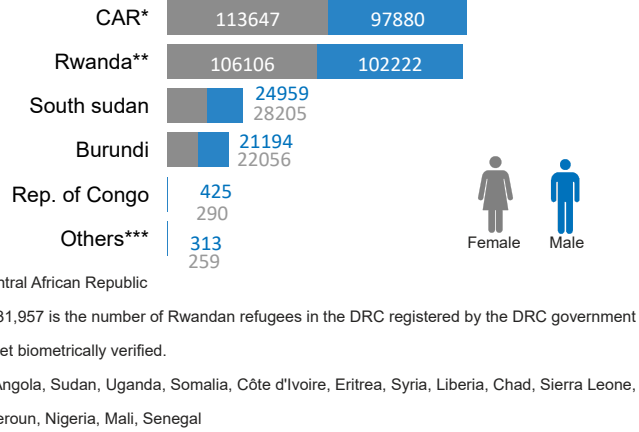 CAR*
113647 97880
Rwanda**
106106 102222
South sudan
24959
28205
Burundi
21194
22056
Rep. of Congo
425
290
Others***
313
259
Female Male
ntral African Republic
31,957 is the number of Rwandan refugees in the DRC registered by the DRC government
et biometrically verified.
Angola, Sudan, Uganda, Somalia, Côte d'Ivoire, Eritrea, Syria, Liberia, Chad, Sierra Leone,
eroun, Nigeria, Mali, Senegal